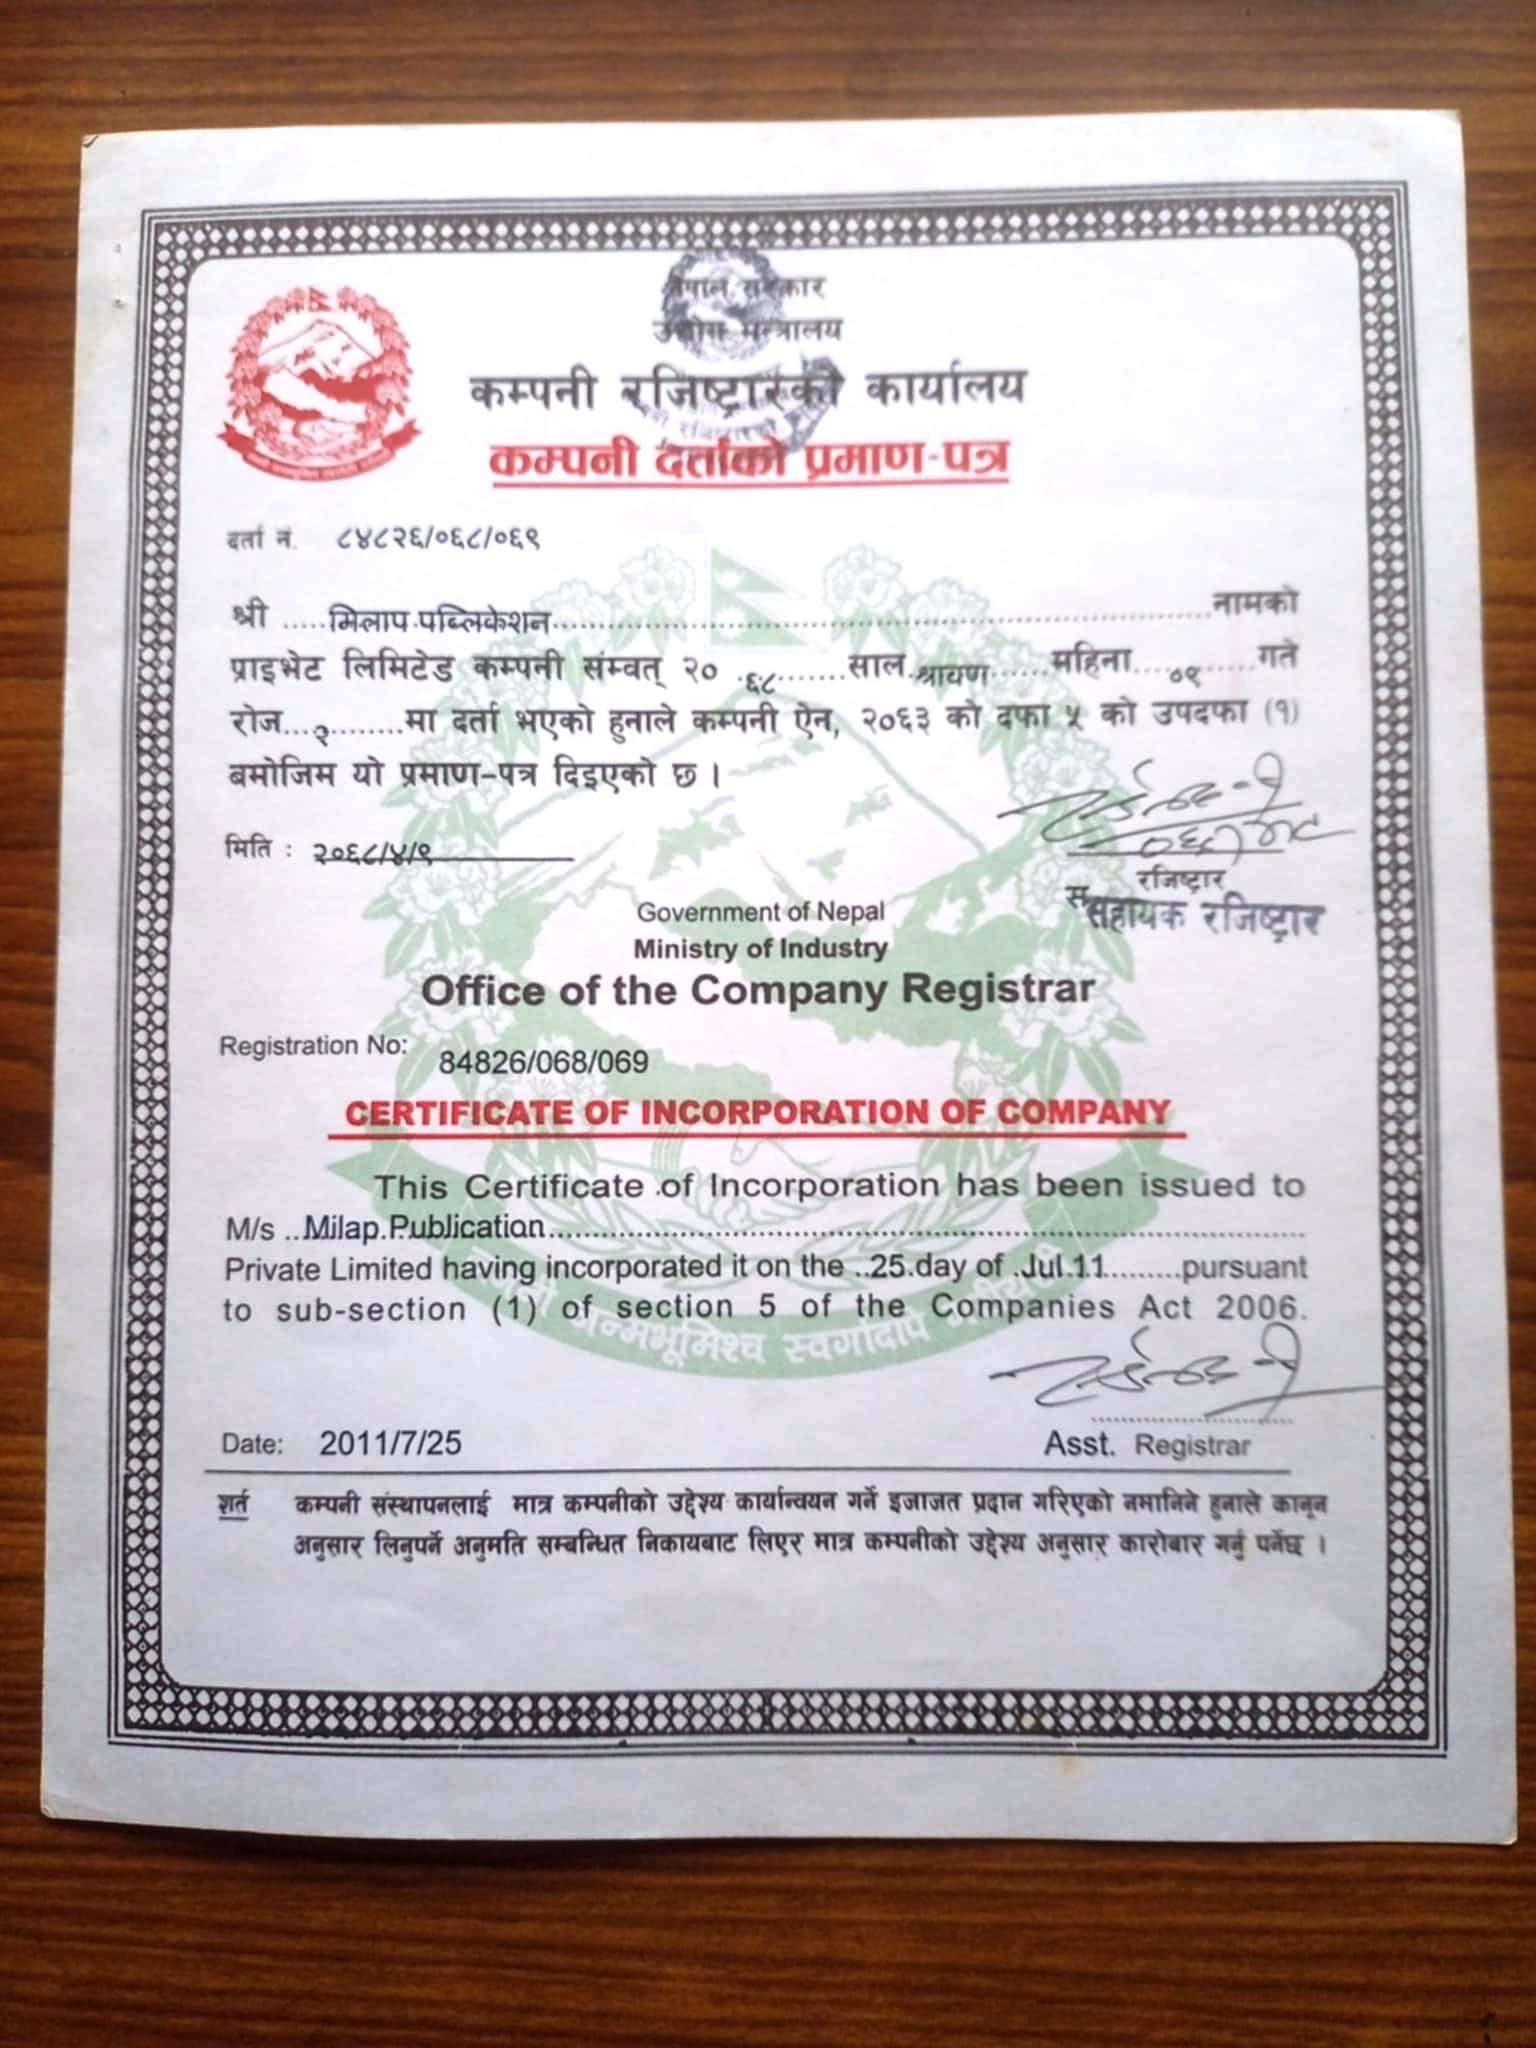 नेपाल सरकार
उद्योग मन्त्रालय
कम्पनी रजिष्ट्रारको कार्यालय
कम्पनी दर्ताको प्रमाण-पत्र
दर्ता नं. ८४८२६/०६८/०६९
श्री .....मिलाप पब्लिकेशन..........नामको
प्राइभेट लिमिटेड कम्पनी संम्वत् २० .६८.......साल.श्रावण......महिना....०९.......गते
रोज...२.........मा दर्ता भएको हुनाले कम्पनी ऐन, २०६३ को दफा ५ को उपदफा (१)
बमोजिम यो प्रमाण-पत्र दिइएको छ ।
मिति : २०६८/४/९
रजिष्ट्रार
सहायक रजिष्ट्रार
Government of Nepal
Ministry of Industry
Office of the Company Registrar
Registration No: 84826/068/069
CERTIFICATE OF INCORPORATION OF COMPANY
This Certificate of Incorporation has been issued to
M/s ..Milap.Publication..........
Private Limited having incorporated it on the ..25.day of .Jul.11.........pursuant
to sub-section (1) of section 5 of the Companies Act 2006.
जन्मभूमिश्च स्वर्गादपि
Date: 2011/7/25
Asst. Registrar
शर्त कम्पनी संस्थापनलाई मात्र कम्पनीको उद्देश्य कार्यान्वयन गर्ने इजाजत प्रदान गरिएको नमानिने हुनाले कानून
अनुसार लिनुपर्ने अनुमति सम्बन्धित निकायबाट लिएर मात्र कम्पनीको उद्देश्य अनुसार कारोबार गर्नु पर्नेछ ।